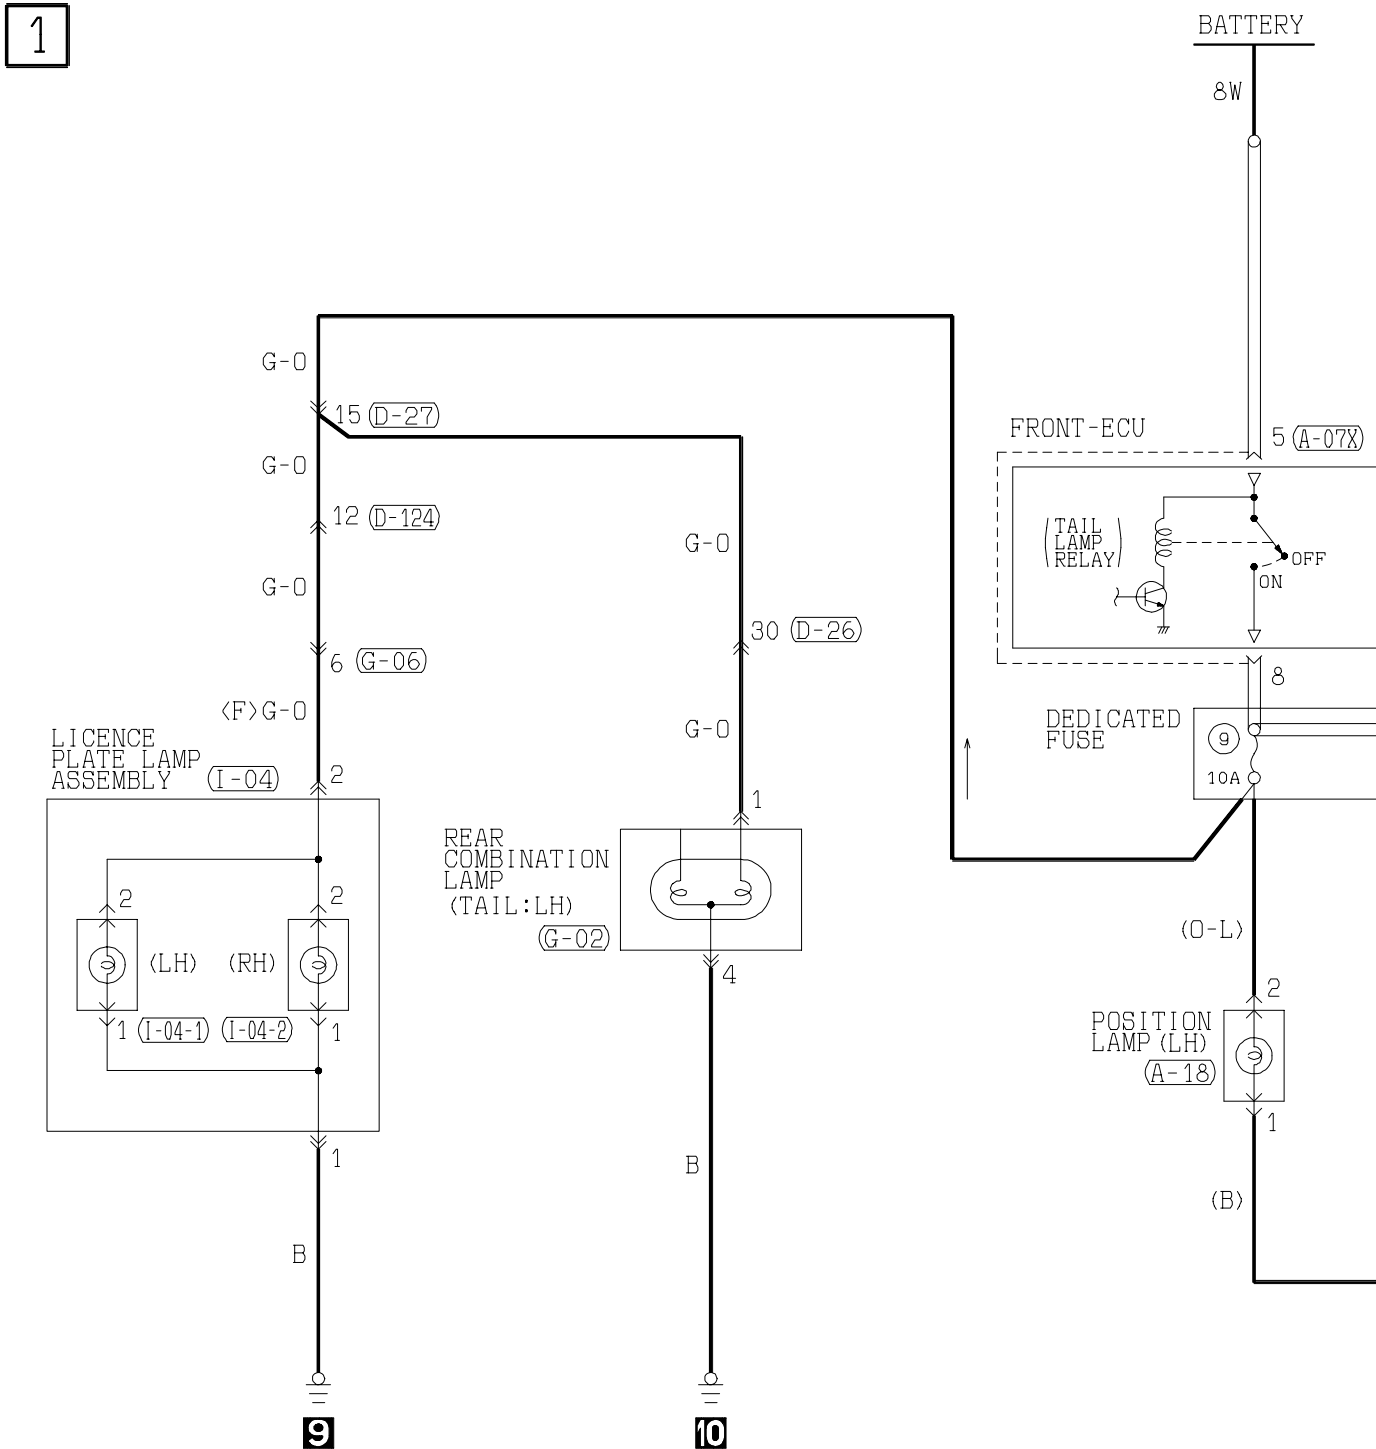 1
BATTERY
8W
G-O
15 (D-27)
FRONT-ECU
5 (A-07X)
G-O
12 (D-124)
G-O
(TAIL
LAMP
RELAY)
OFF
ON
G-O
30 (D-26)
6 (G-06)
8
<F>G-O
G-O
DEDICATED
FUSE
9
10A
LICENCE
PLATE LAMP
ASSEMBLY (I-04)
2
1
REAR
COMBINATION
LAMP
(TAIL:LH)
(G-02)
4
2
2
(LH)
(RH)
1 (I-04-1)
(I-04-2) 1
(O-L)
2
POSITION
LAMP (LH)
(A-18)
1
1
B
B
(B)
9
10